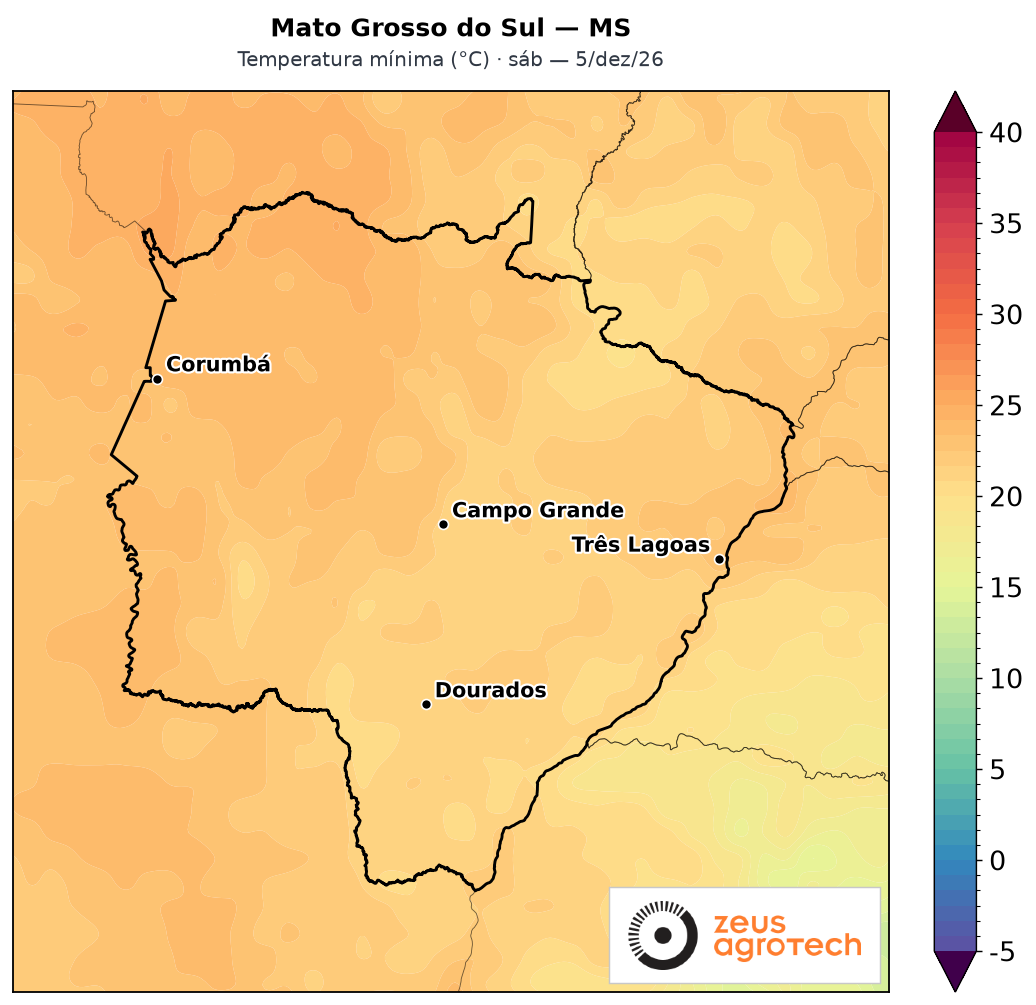 Mato Grosso do Sul — MS
Temperatura mínima (°C) · sáb — 5/dez/26
40
35
30
25
20
15
10
5
0
-5
Corumbá
Campo Grande
Três Lagoas
Dourados
zeus
agrotech